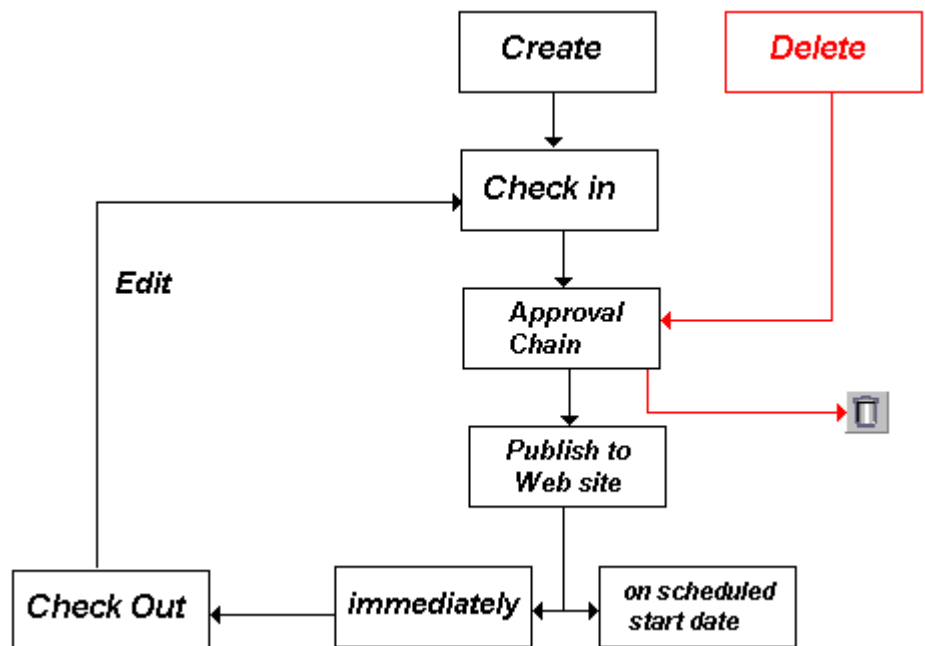 Create
Delete
Check in
Edit
Approval
Chain
Publish to
Web site
Check Out
immediately
on scheduled
start date